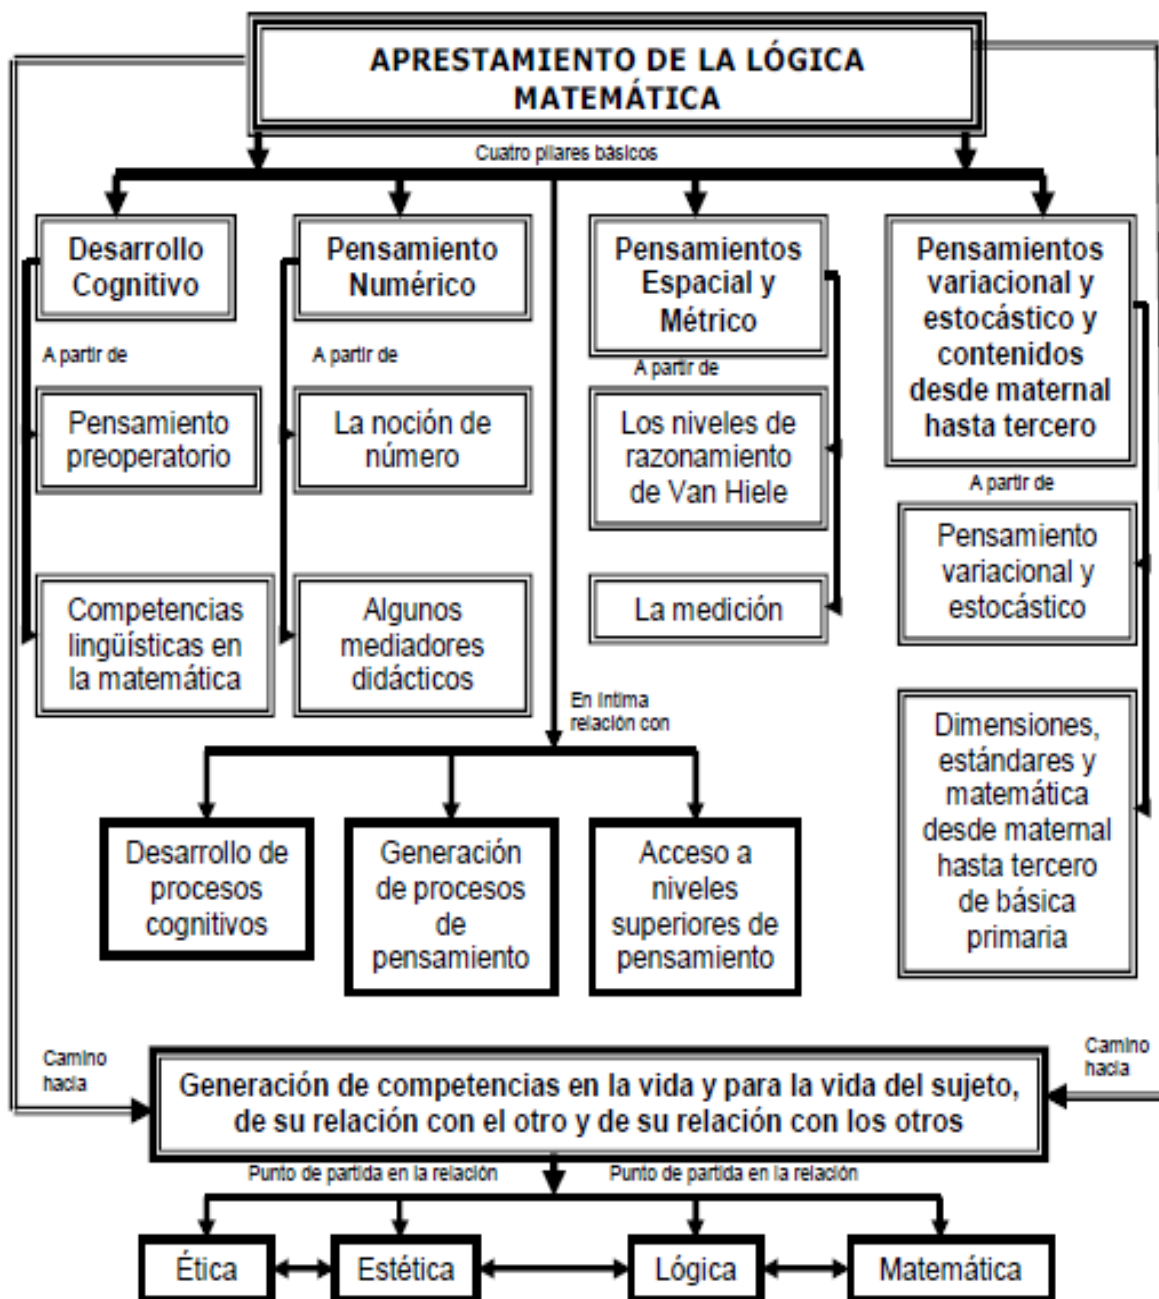 APRESTAMIENTO DE LA LÓGICA
MATEMÁTICA
Cuatro pilares básicos
Desarrollo
Cognitivo
A partir de
Pensamiento
preoperatorio
Competencias
lingüísticas en
la matemática
Pensamiento
Numérico
A partir de
La noción de
número
Algunos
mediadores
didácticos
Pensamientos
Espacial y
Métrico
A partir de
Los niveles de
razonamiento
de Van Hiele
La medición
Pensamientos
variacional y
estocástico y
contenidos
desde maternal
hasta tercero
A partir de
Pensamiento
variacional y
estocástico
Dimensiones,
estándares y
matemática
desde maternal
hasta tercero
de básica
primaria
En íntima
relación con
Desarrollo de
procesos
cognitivos
Generación
de procesos
de
pensamiento
Acceso a
niveles
superiores de
pensamiento
Camino
hacia
Camino
hacia
Generación de competencias en la vida y para la vida del sujeto,
de su relación con el otro y de su relación con los otros
Punto de partida en la relación
Punto de partida en la relación
Ética
Estética
Lógica
Matemática